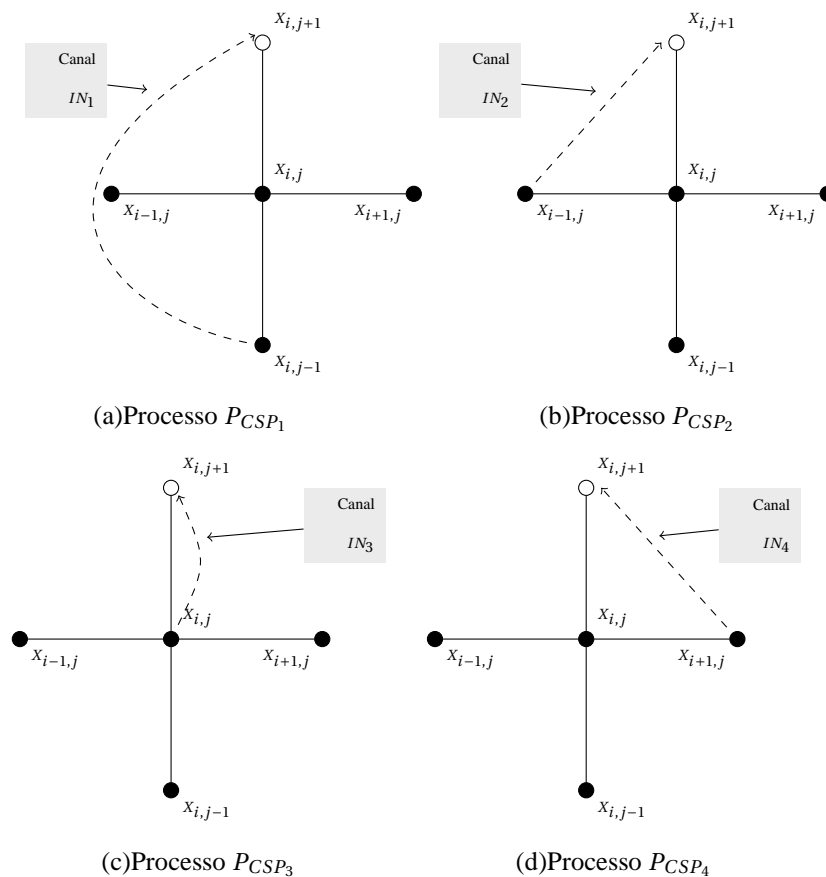 X_{i,j+1}
Canal
IN_1
X_{i,j}
X_{i-1,j}
X_{i+1,j}
X_{i,j-1}
(a)Processo P_{CSP_1}
X_{i,j+1}
Canal
IN_2
X_{i,j}
X_{i-1,j}
X_{i+1,j}
X_{i,j-1}
(b)Processo P_{CSP_2}
X_{i,j+1}
Canal
IN_3
X_{i,j}
X_{i-1,j}
X_{i+1,j}
X_{i,j-1}
(c)Processo P_{CSP_3}
X_{i,j+1}
Canal
IN_4
X_{i,j}
X_{i-1,j}
X_{i+1,j}
X_{i,j-1}
(d)Processo P_{CSP_4}